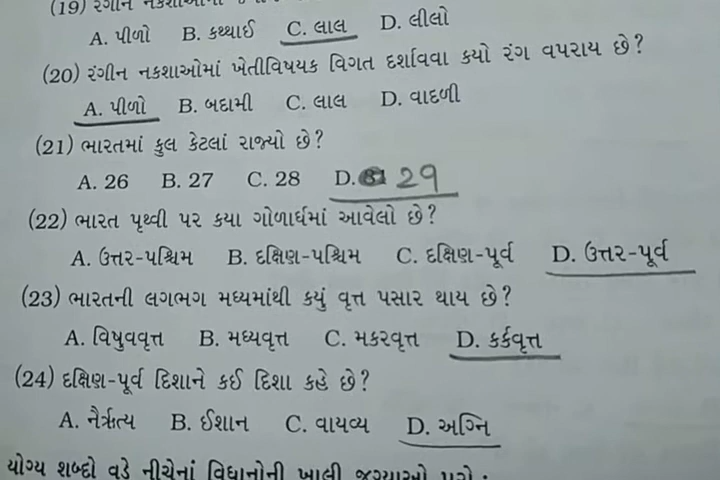 (19) રંગીન
A. પીળો B. કથ્થાઈ C. લાલ D. લીલો
(20) રંગીન નકશાઓમાં ખેતીવિષયક વિગત દર્શાવવા કયો રંગ વપરાય છે?
A. પીળો B. બદામી C. લાલ D. વાદળી
(21) ભારતમાં કુલ કેટલાં રાજ્યો છે?
A. 26 B. 27 C. 28 D. 29
(22) ભારત પૃથ્વી પર કયા ગોળાર્ધમાં આવેલો છે?
A. ઉત્તર-પશ્ચિમ B. દક્ષિણ-પશ્ચિમ C. દક્ષિણ-પૂર્વ D. ઉત્તર-પૂર્વ
(23) ભારતની લગભગ મધ્યમાંથી કયું વૃત્ત પસાર થાય છે?
A. વિષુવવૃત્ત B. મધ્યવૃત્ત C. મકરવૃત્ત D. કર્કવૃત્ત
(24) દક્ષિણ-પૂર્વ દિશાને કઈ દિશા કહે છે?
A. નૈર્ઋત્ય B. ઈશાન C. વાયવ્ય D. અગ્નિ
યોગ્ય શબ્દો વડે નીચેનાં વિધાનોની ખાલી જગ્યાઓ પૂરો :